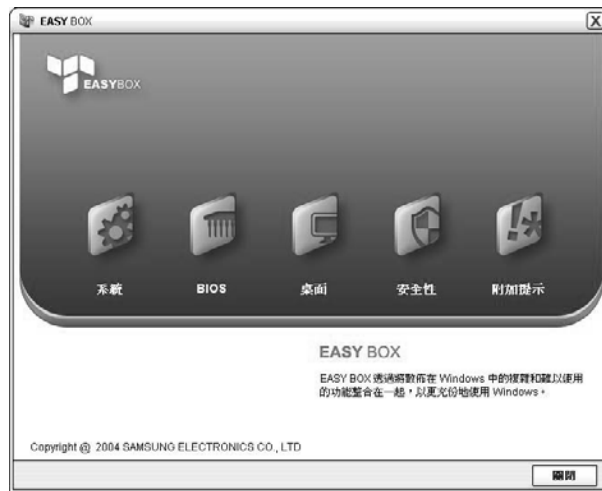 EASY BOX
EASYBOX
系統
BIOS
桌面
安全性
附加提示
EASY BOX
EASY BOX 透過將散佈在 Windows 中的複雜和難以使用
的功能整合在一起，以更充份地使用 Windows。
Copyright @ 2004 SAMSUNG ELECTRONICS CO., LTD
關閉